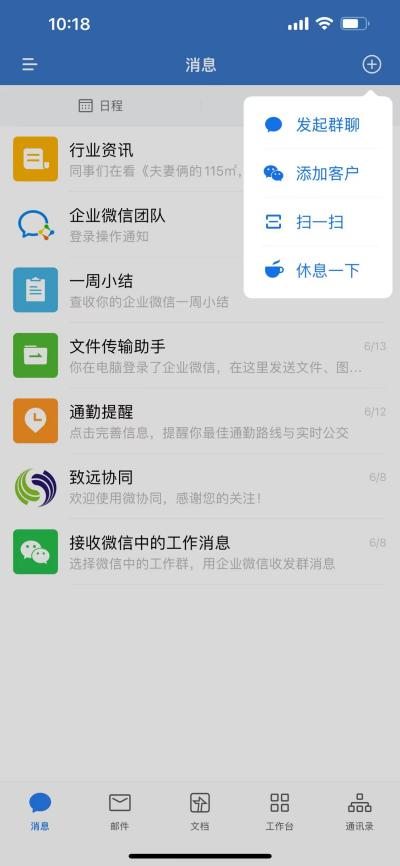 10:18
消息
日程
发起群聊
添加客户
扫一扫
休息一下
行业资讯
同事们在看《夫妻俩的115㎡,
企业微信团队
登录操作通知
一周小结
查收你的企业微信一周小结
文件传输助手
6/13
你在电脑登录了企业微信，在这里发送文件、图...
通勤提醒
6/12
点击完善信息，提醒你最佳通勤路线与实时公交
致远协同
6/8
欢迎使用微协同，感谢您的关注！
接收微信中的工作消息
6/8
选择微信中的工作群，用企业微信收发群消息
消息
邮件
文档
工作台
通讯录